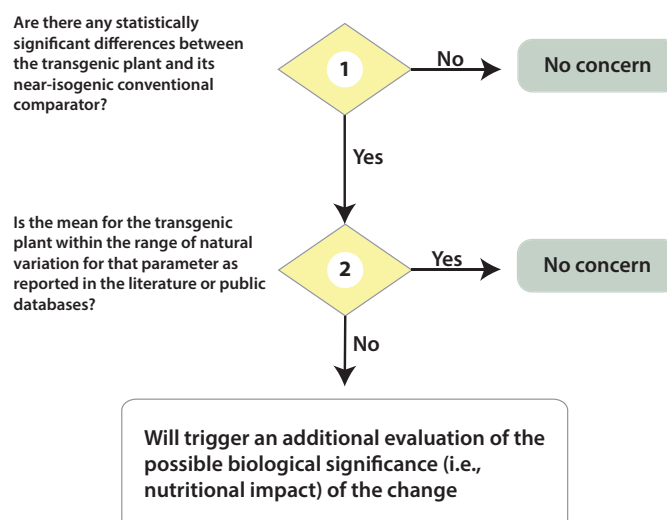 Are there any statistically
significant differences between
the transgenic plant and its
near-isogenic conventional
comparator?
1
No
No concern
Yes
Is the mean for the transgenic
plant within the range of natural
variation for that parameter as
reported in the literature or public
databases?
2
Yes
No concern
No
Will trigger an additional evaluation of the
possible biological significance (i.e.,
nutritional impact) of the change